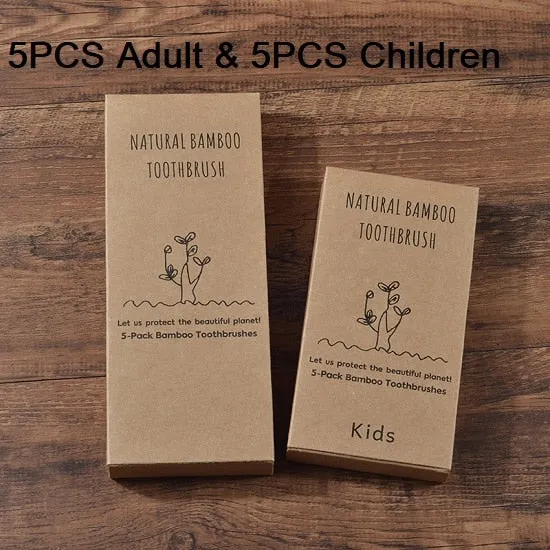 5PCS Adult & 5PCS Children
NATURAL BAMBOO
TOOTHBRUSH
Let us protect the beautiful planet!
5-Pack Bamboo Toothbrushes
NATURAL BAMBOO
TOOTHBRUSH
Let us protect the beautiful planet!
5-Pack Bamboo Toothbrushes
Kids